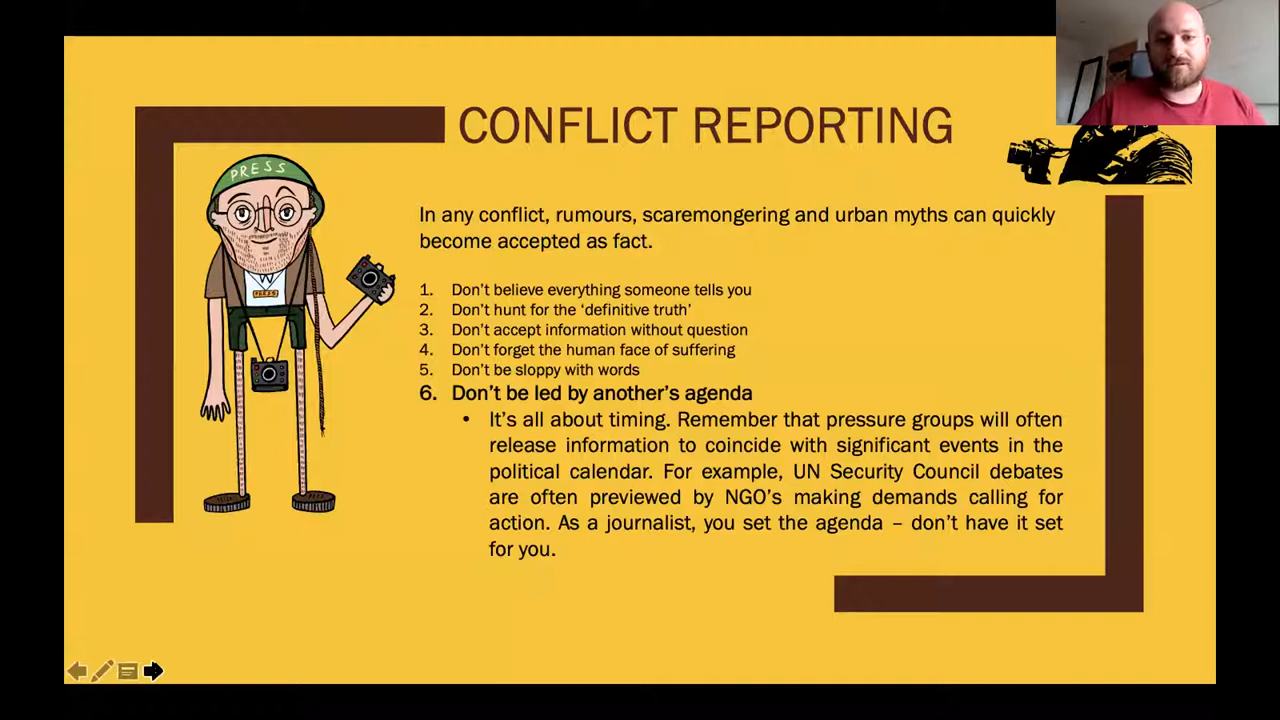 CONFLICT REPORTING
PRESS
PRESS
In any conflict, rumours, scaremongering and urban myths can quickly
become accepted as fact.
1. Don't believe everything someone tells you
2. Don't hunt for the 'definitive truth'
3. Don't accept information without question
4. Don't forget the human face of suffering
5. Don't be sloppy with words
6. Don't be led by another's agenda
• It's all about timing. Remember that pressure groups will often
release information to coincide with significant events in the
political calendar. For example, UN Security Council debates
are often previewed by NGO's making demands calling for
action. As a journalist, you set the agenda – don't have it set
for you.